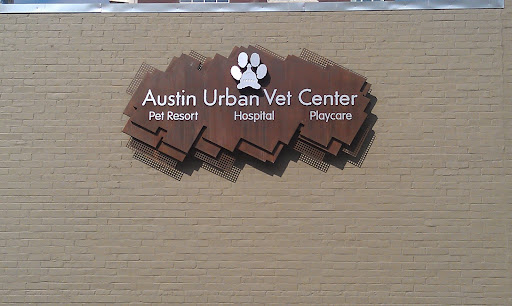 Austin Urban Vet Center
Pet Resort Hospital Playcare